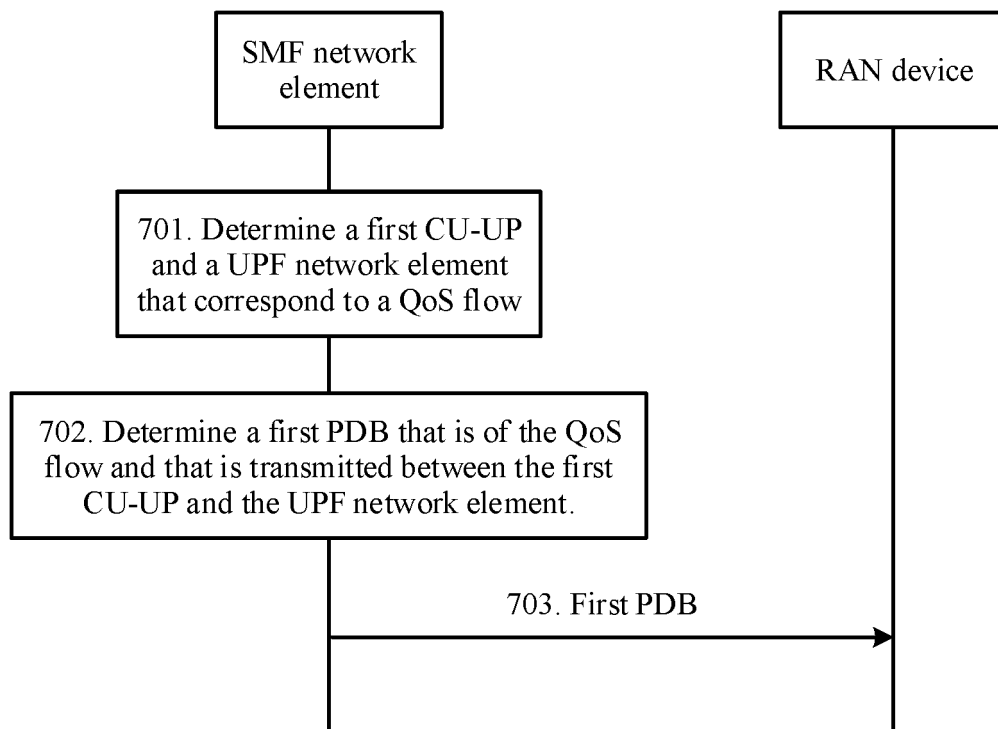 SMF network
element
RAN device
701. Determine a first CU-UP
and a UPF network element
that correspond to a QoS flow
702. Determine a first PDB that is of the QoS
flow and that is transmitted between the first
CU-UP and the UPF network element.
703. First PDB